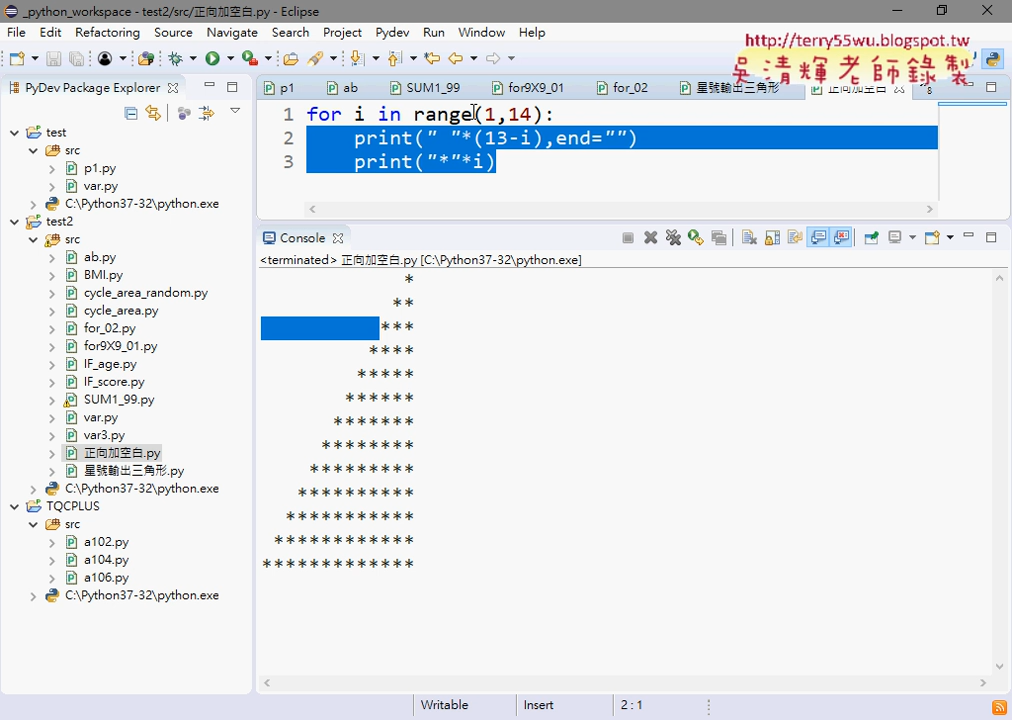 _python_workspace - test2/src/正向加空白.py - Eclipse
File Edit Refactoring Source Navigate Search Project Pydev Run Window Help
http://terry55wu.blogspot.tw
吳清輝老師錄製
PyDev Package Explorer
p1 ab SUM1_99 for9X9_01 for_02 星號輸出三角形 正向加空白
1 for i in range(1,14):
2     print(" "*(13-i),end="")
3     print("*"*i)
test
src
p1.py
var.py
C:\Python37-32\python.exe
test2
src
ab.py
BMI.py
cycle_area_random.py
cycle_area.py
for_02.py
for9X9_01.py
IF_age.py
IF_score.py
SUM1_99.py
var.py
var3.py
正向加空白.py
星號輸出三角形.py
C:\Python37-32\python.exe
TQCPLUS
src
a102.py
a104.py
a106.py
C:\Python37-32\python.exe
Console
<terminated> 正向加空白.py [C:\Python37-32\python.exe]
            *
           **
          ***
         ****
        *****
       ******
      *******
     ********
    *********
   **********
  ***********
 ************
*************
Writable Insert 2 : 1